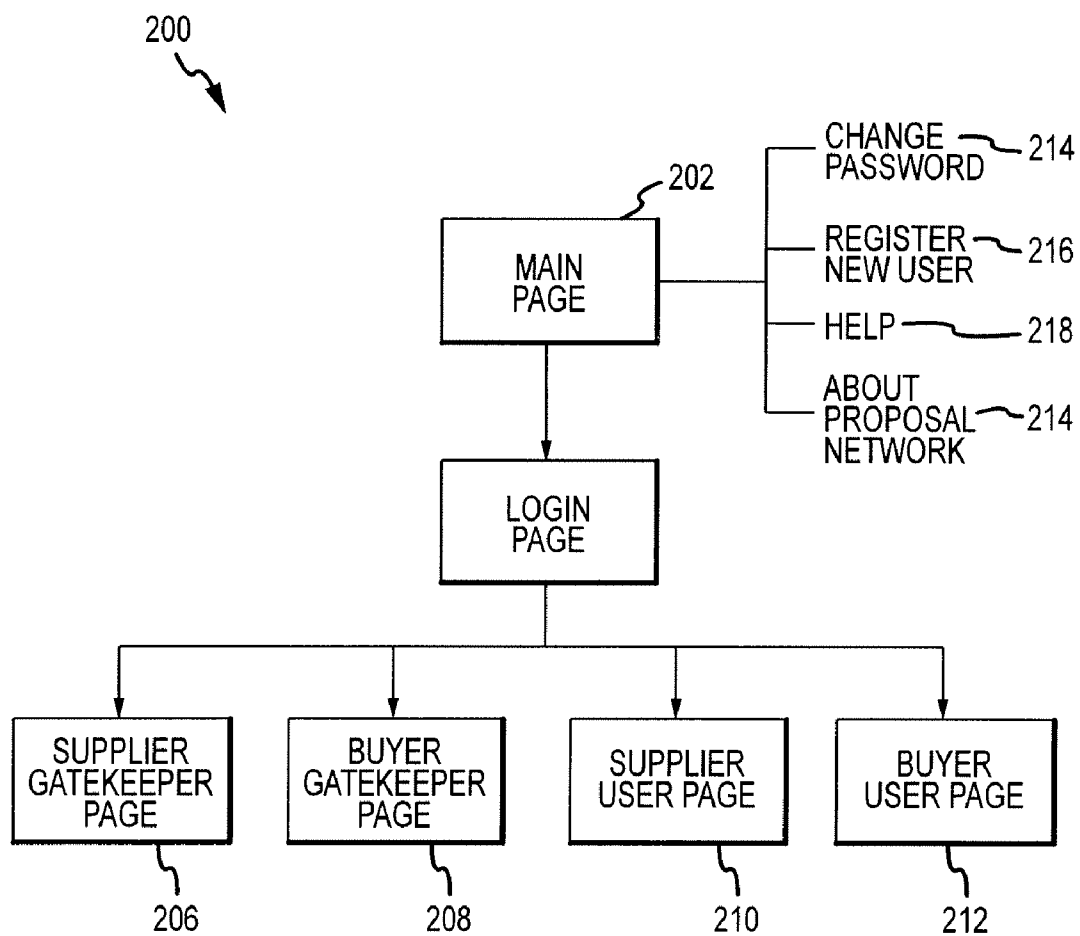 200
CHANGE
PASSWORD
214
202
MAIN
PAGE
REGISTER
NEW USER
216
HELP
218
ABOUT
PROPOSAL
NETWORK
214
LOGIN
PAGE
SUPPLIER
GATEKEEPER
PAGE
BUYER
GATEKEEPER
PAGE
SUPPLIER
USER PAGE
BUYER
USER PAGE
206
208
210
212